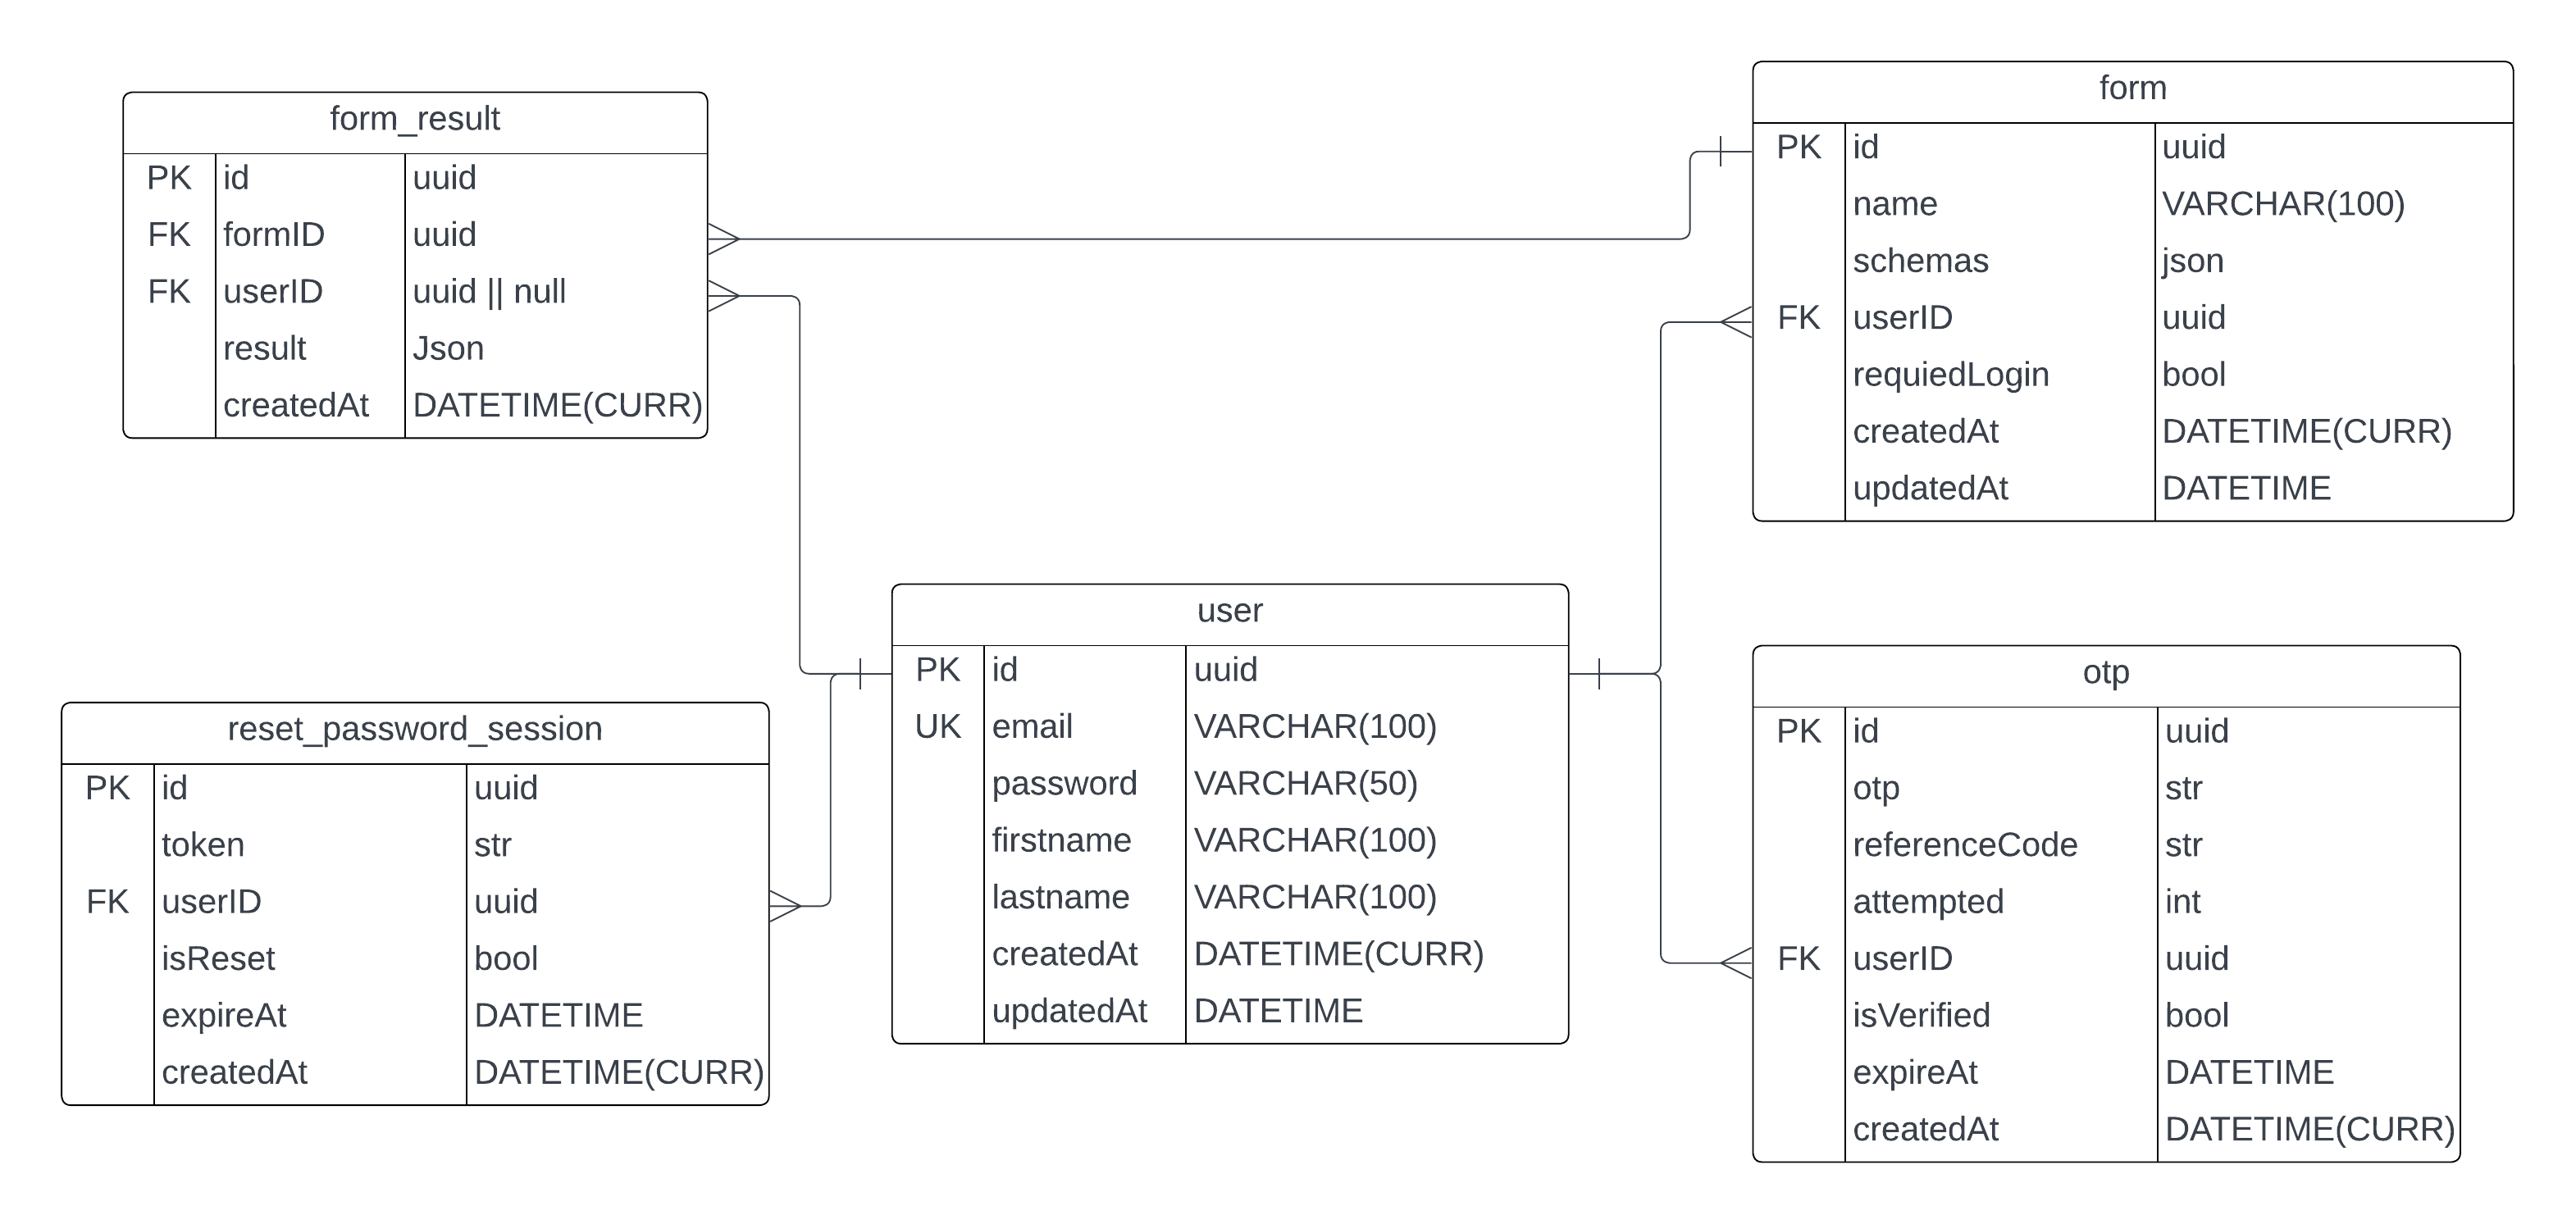 form_result
PK id uuid
FK formID uuid
FK userID uuid || null
result Json
createdAt DATETIME(CURR)
form
PK id uuid
name VARCHAR(100)
schemas json
FK userID uuid
requiedLogin bool
createdAt DATETIME(CURR)
updatedAt DATETIME
reset_password_session
PK id uuid
token str
FK userID uuid
isReset bool
expireAt DATETIME
createdAt DATETIME(CURR)
user
PK id uuid
UK email VARCHAR(100)
password VARCHAR(50)
firstname VARCHAR(100)
lastname VARCHAR(100)
createdAt DATETIME(CURR)
updatedAt DATETIME
otp
PK id uuid
otp str
referenceCode str
attempted int
FK userID uuid
isVerified bool
expireAt DATETIME
createdAt DATETIME(CURR)